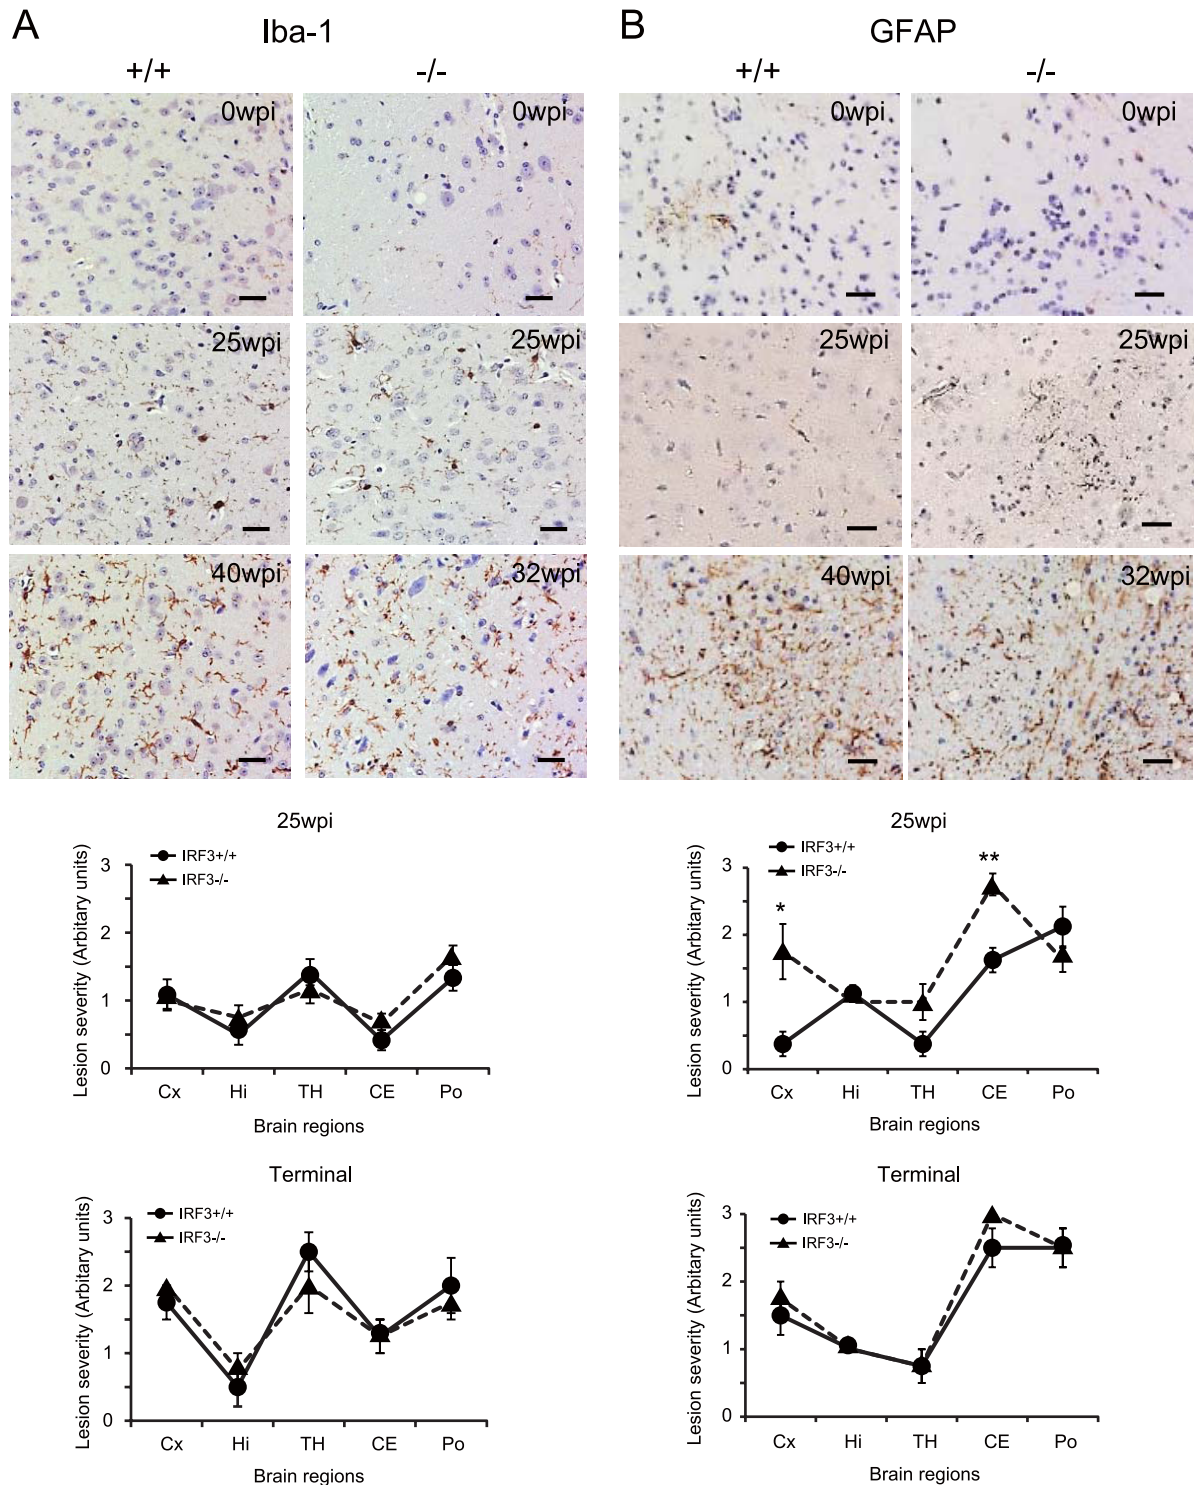 A
Iba-1
+/+
-/-
0wpi
0wpi
25wpi
25wpi
40wpi
32wpi
25wpi
Lesion severity (Arbitary units)
IRF3+/+
IRF3-/-
3
2
1
0
Cx Hi TH CE Po
Brain regions
Terminal
Lesion severity (Arbitary units)
IRF3+/+
IRF3-/-
3
2
1
0
Cx Hi TH CE Po
Brain regions
B
GFAP
+/+
-/-
0wpi
0wpi
25wpi
25wpi
40wpi
32wpi
25wpi
Lesion severity (Arbitary units)
IRF3+/+
IRF3-/-
*
**
3
2
1
0
Cx Hi TH CE Po
Brain regions
Terminal
Lesion severity (Arbitary units)
IRF3+/+
IRF3-/-
3
2
1
0
Cx Hi TH CE Po
Brain regions